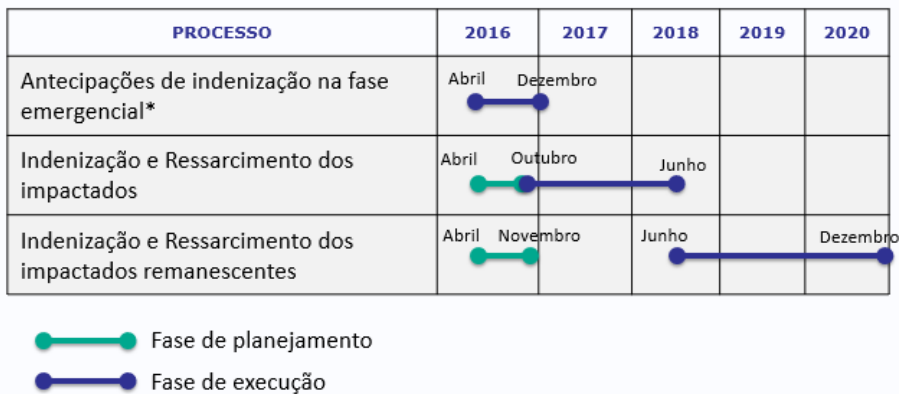 PROCESSO 2016 2017 2018 2019 2020
Antecipações de indenização na fase
emergencial*
Abril Dezembro
Indenização e Ressarcimento dos
impactados
Abril Outubro Junho
Indenização e Ressarcimento dos
impactados remanescentes
Abril Novembro Junho Dezembro
Fase de planejamento
Fase de execução